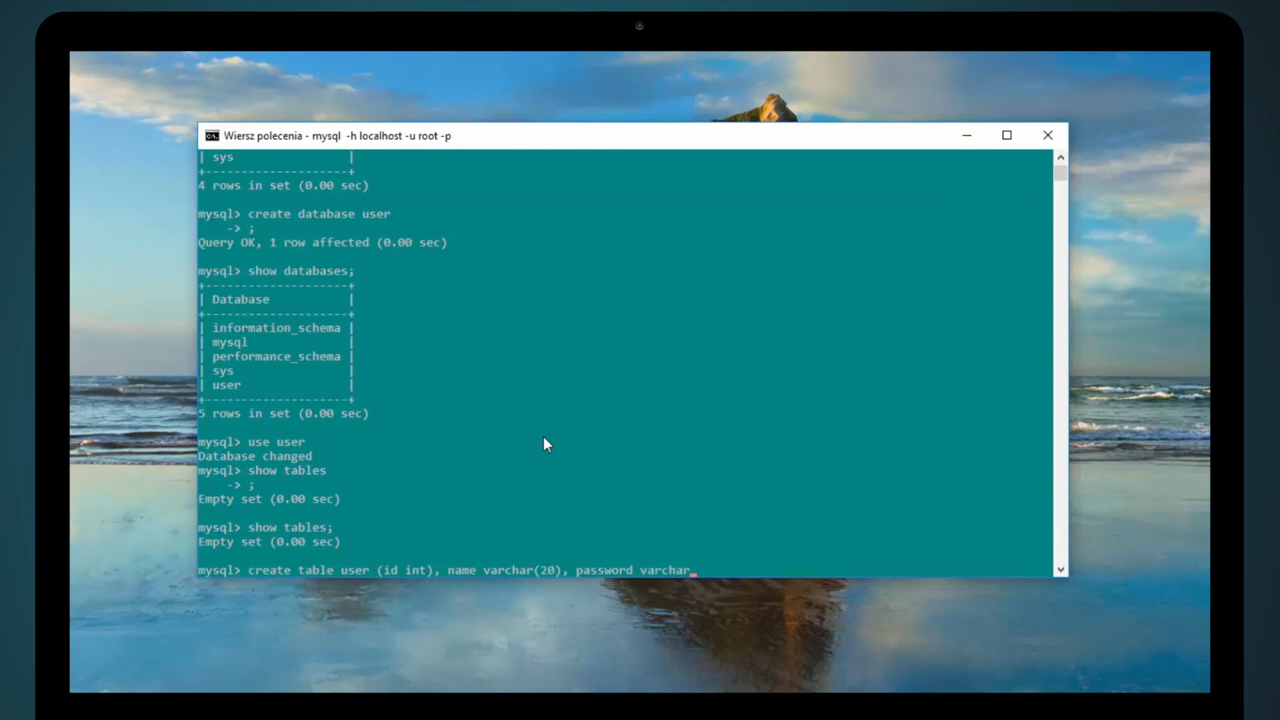 Wiersz polecenia - mysql -h localhost -u root -p
| sys |
+--------------------+
4 rows in set (0.00 sec)
mysql> create database user
-> ;
Query OK, 1 row affected (0.00 sec)
mysql> show databases;
+--------------------+
| Database |
+--------------------+
| information_schema |
| mysql |
| performance_schema |
| sys |
| user |
+--------------------+
5 rows in set (0.00 sec)
mysql> use user
Database changed
mysql> show tables
-> ;
Empty set (0.00 sec)
mysql> show tables;
Empty set (0.00 sec)
mysql> create table user (id int), name varchar(20), password varchar